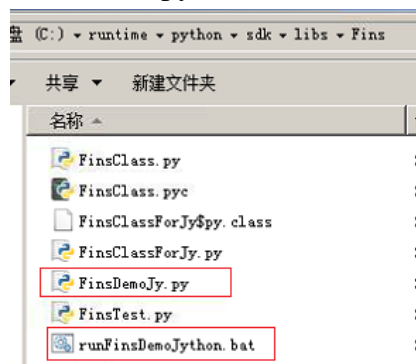 盘 (C:) ▾ runtime ▾ python ▾ sdk ▾ libs ▾ Fins
共享 ▾ 新建文件夹
名称
FinsClass.py
FinsClass.pyc
FinsClassForJy$py.class
FinsClassForJy.py
FinsDemoJy.py
FinsTest.py
runFinsDemoJython.bat